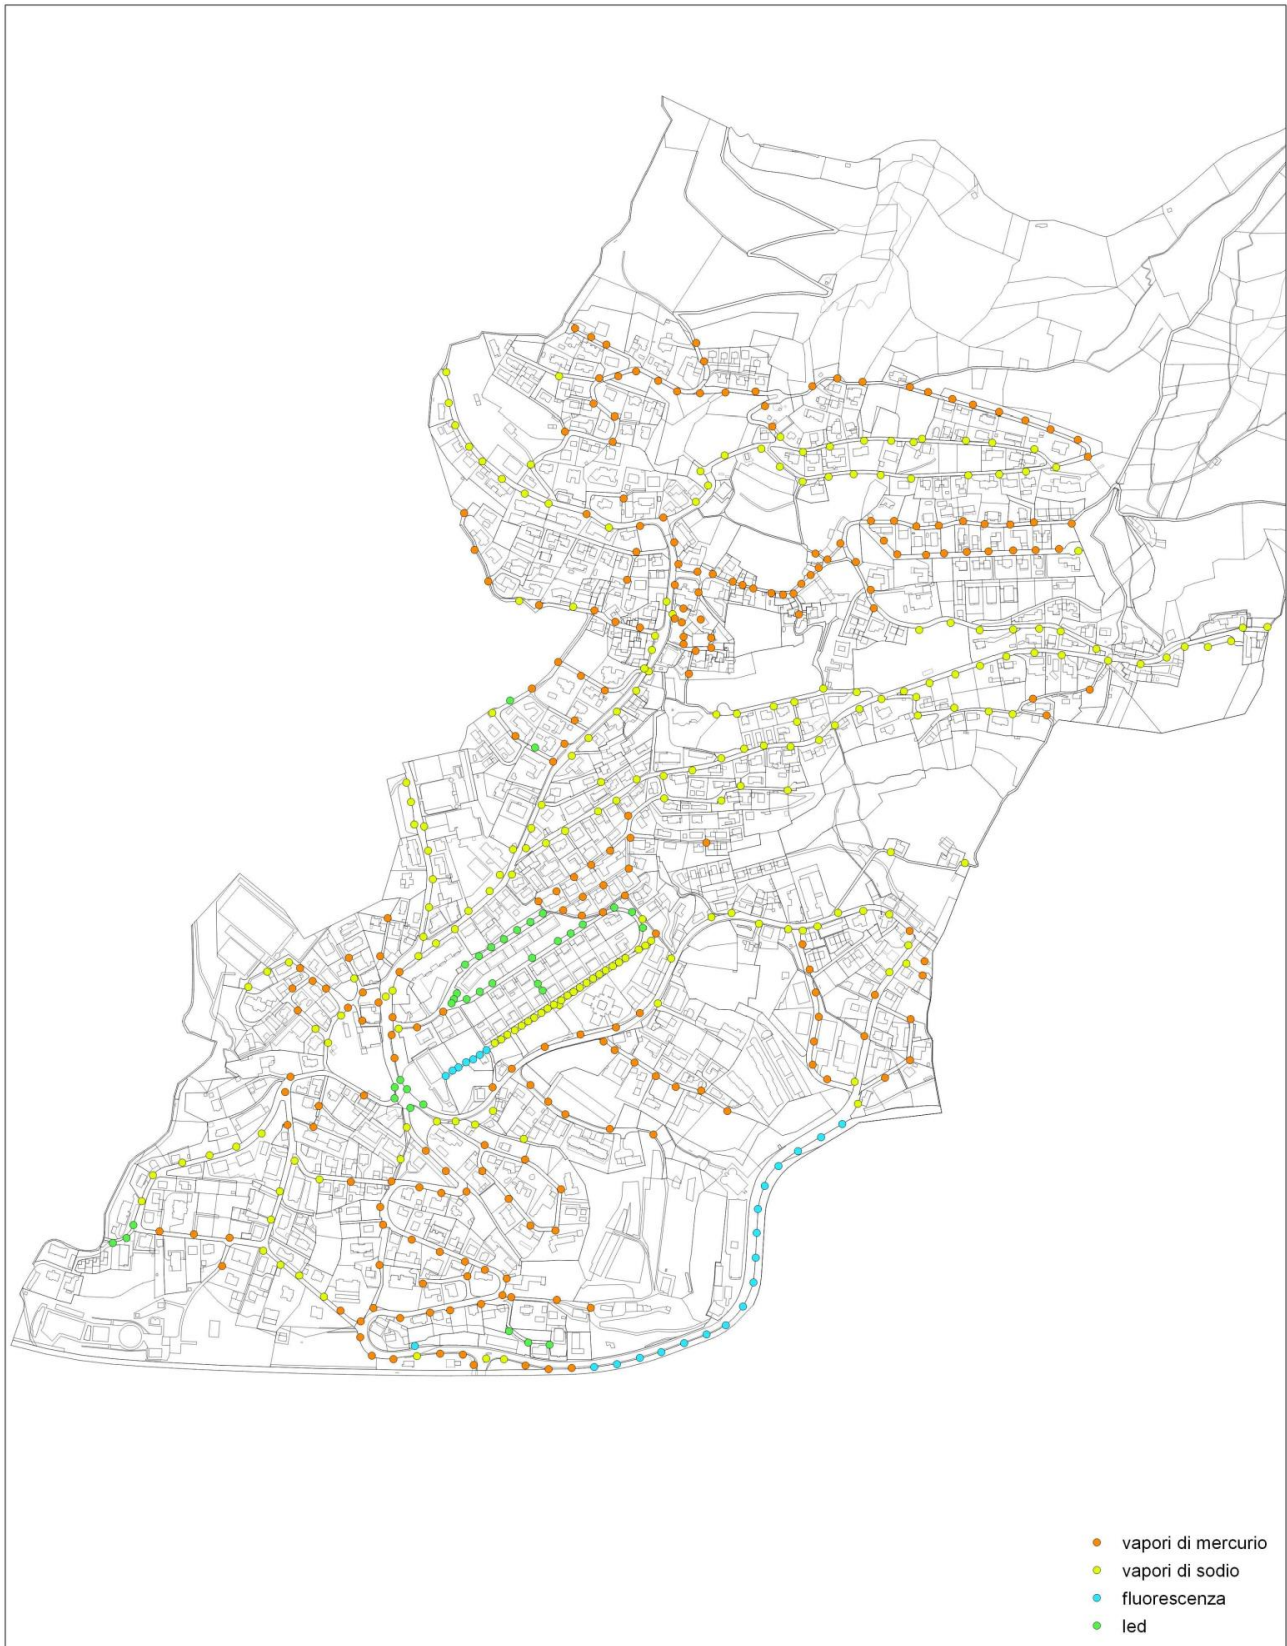 vapori di mercurio
vapori di sodio
fluorescenza
led